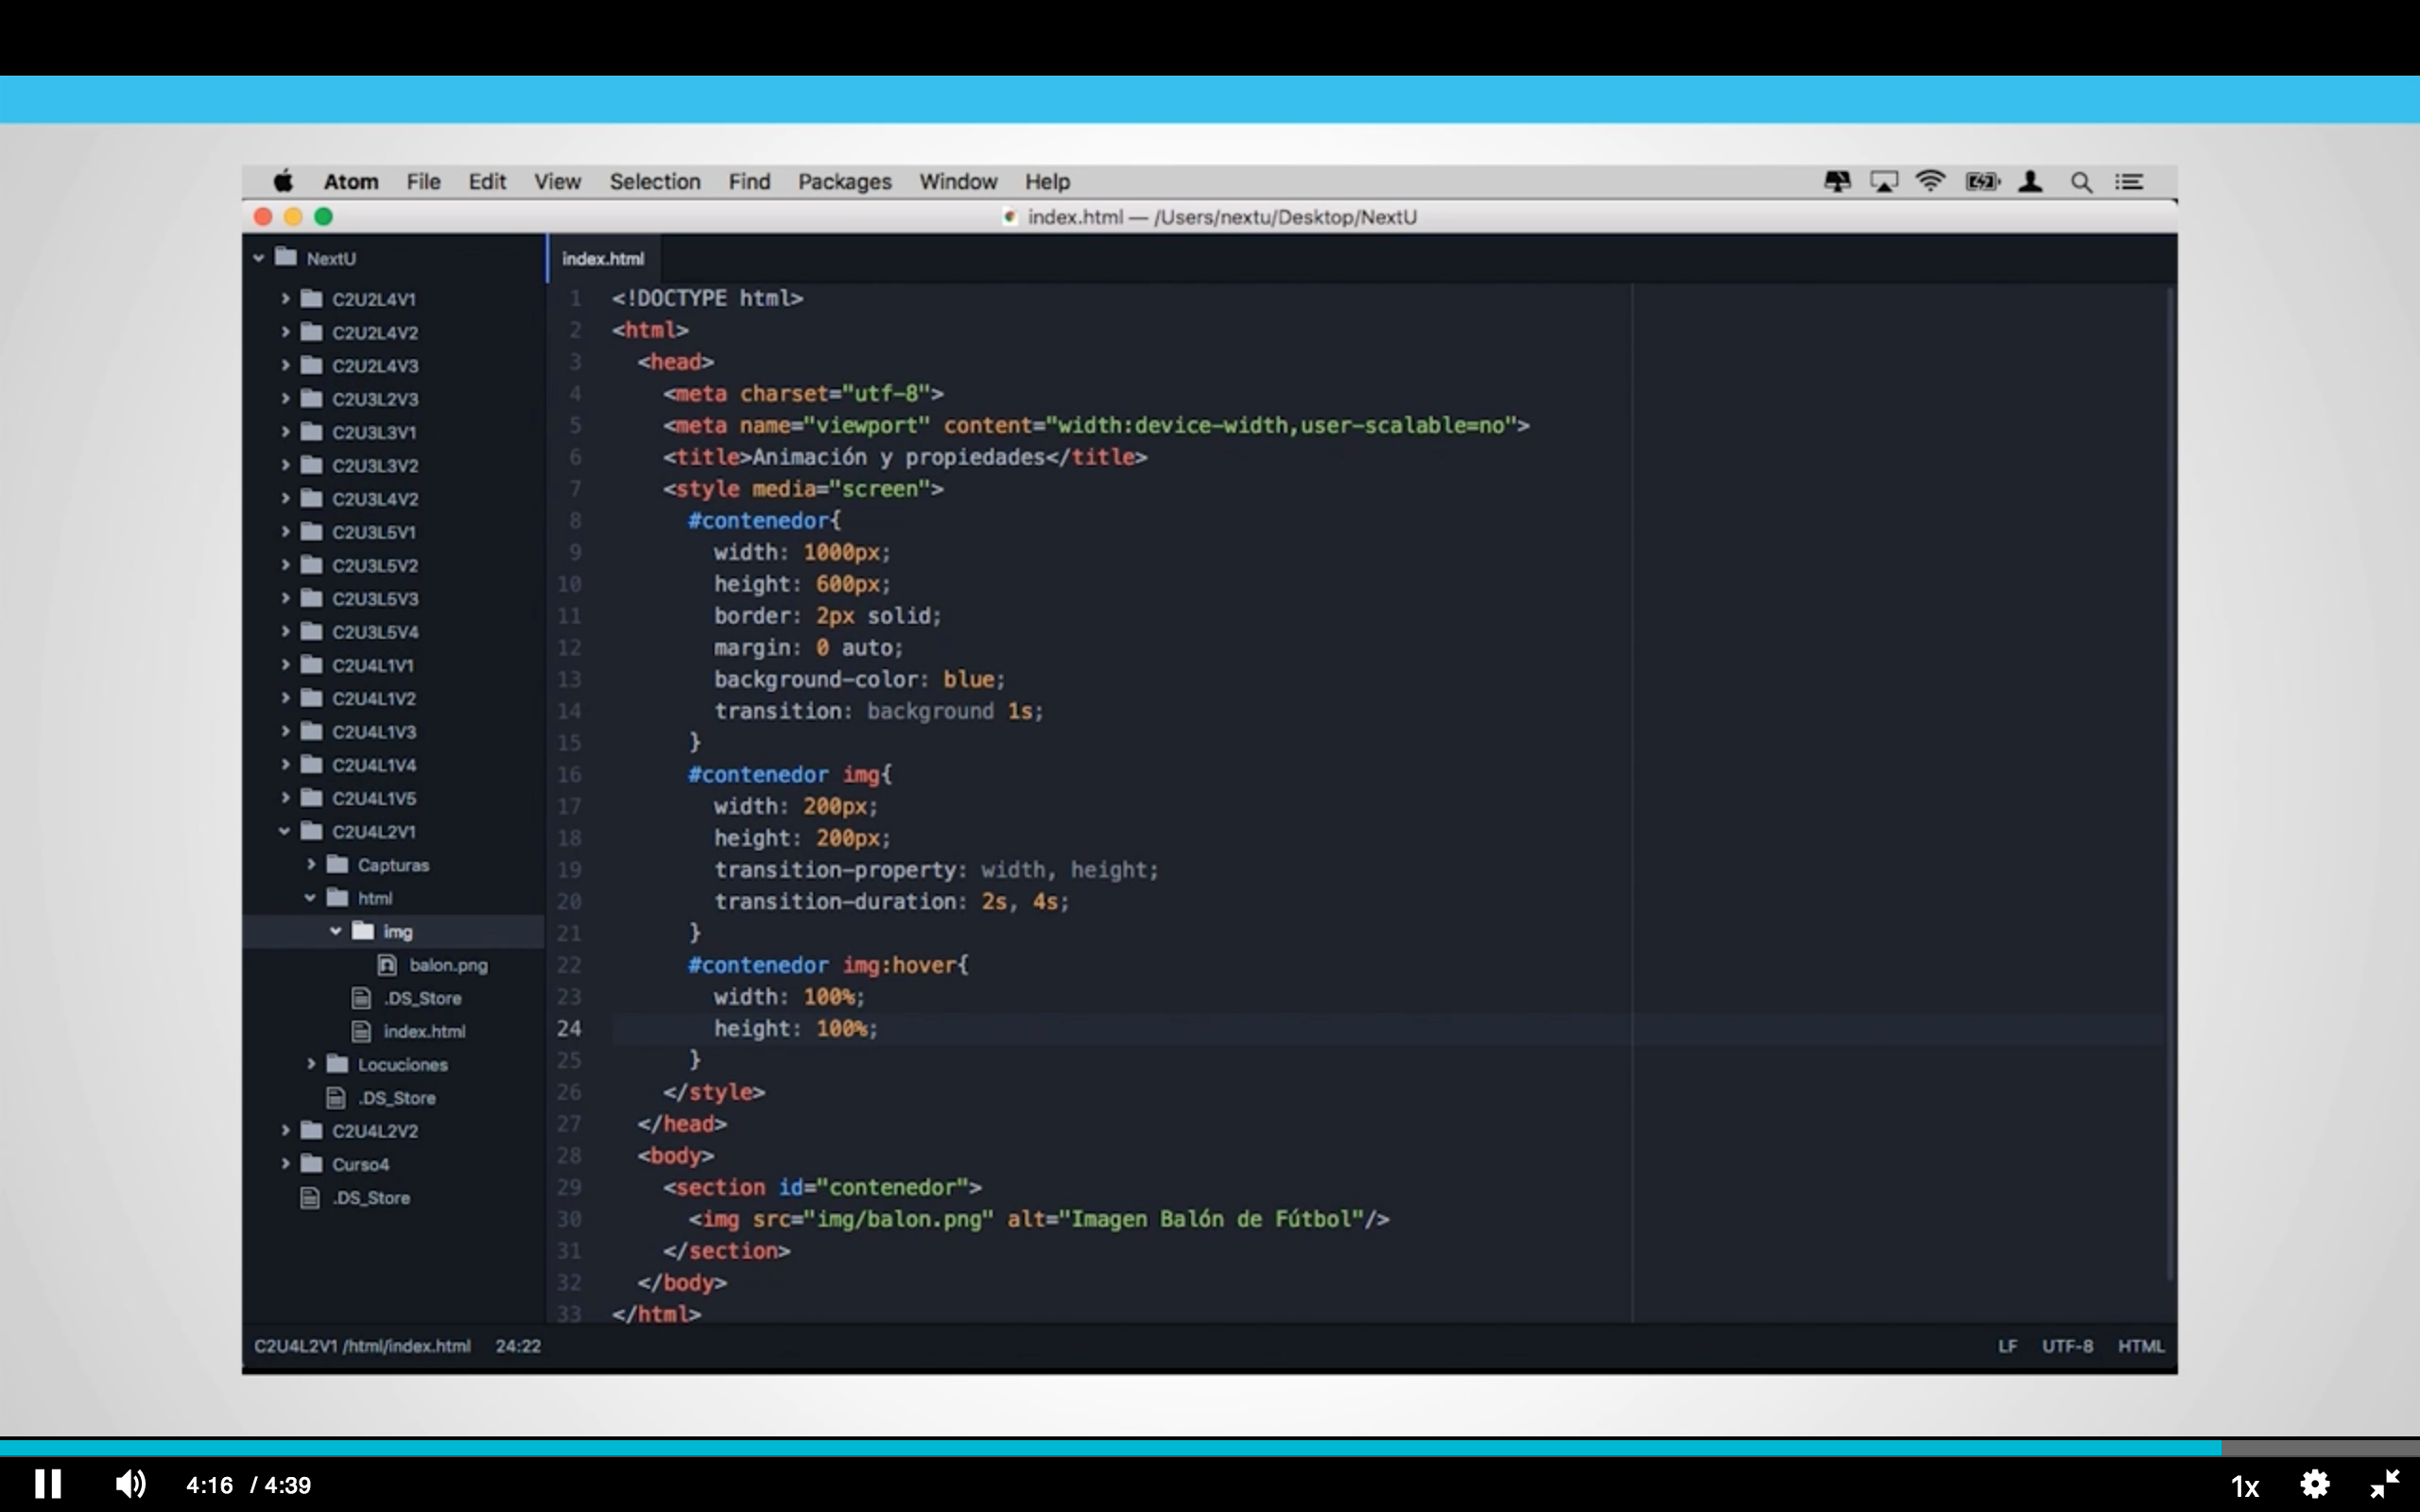 Atom File Edit View Selection Find Packages Window Help
index.html — /Users/nextu/Desktop/NextU
NextU
C2U2L4V1
C2U2L4V2
C2U2L4V3
C2U3L2V3
C2U3L3V1
C2U3L3V2
C2U3L4V2
C2U3L5V1
C2U3L5V2
C2U3L5V3
C2U3L5V4
C2U4L1V1
C2U4L1V2
C2U4L1V3
C2U4L1V4
C2U4L1V5
C2U4L2V1
Capturas
html
img
balon.png
.DS_Store
index.html
Locuciones
.DS_Store
C2U4L2V2
Curso4
.DS_Store
index.html
1 <!DOCTYPE html>
2 <html>
3 <head>
4 <meta charset="utf-8">
5 <meta name="viewport" content="width:device-width,user-scalable=no">
6 <title>Animación y propiedades</title>
7 <style media="screen">
8 #contenedor{
9 width: 1000px;
10 height: 600px;
11 border: 2px solid;
12 margin: 0 auto;
13 background-color: blue;
14 transition: background 1s;
15 }
16 #contenedor img{
17 width: 200px;
18 height: 200px;
19 transition-property: width, height;
20 transition-duration: 2s, 4s;
21 }
22 #contenedor img:hover{
23 width: 100%;
24 height: 100%;
25 }
26 </style>
27 </head>
28 <body>
29 <section id="contenedor">
30 <img src="img/balon.png" alt="Imagen Balón de Fútbol"/>
31 </section>
32 </body>
33 </html>
C2U4L2V1 /html/index.html 24:22 LF UTF-8 HTML
4:16 / 4:39 1x